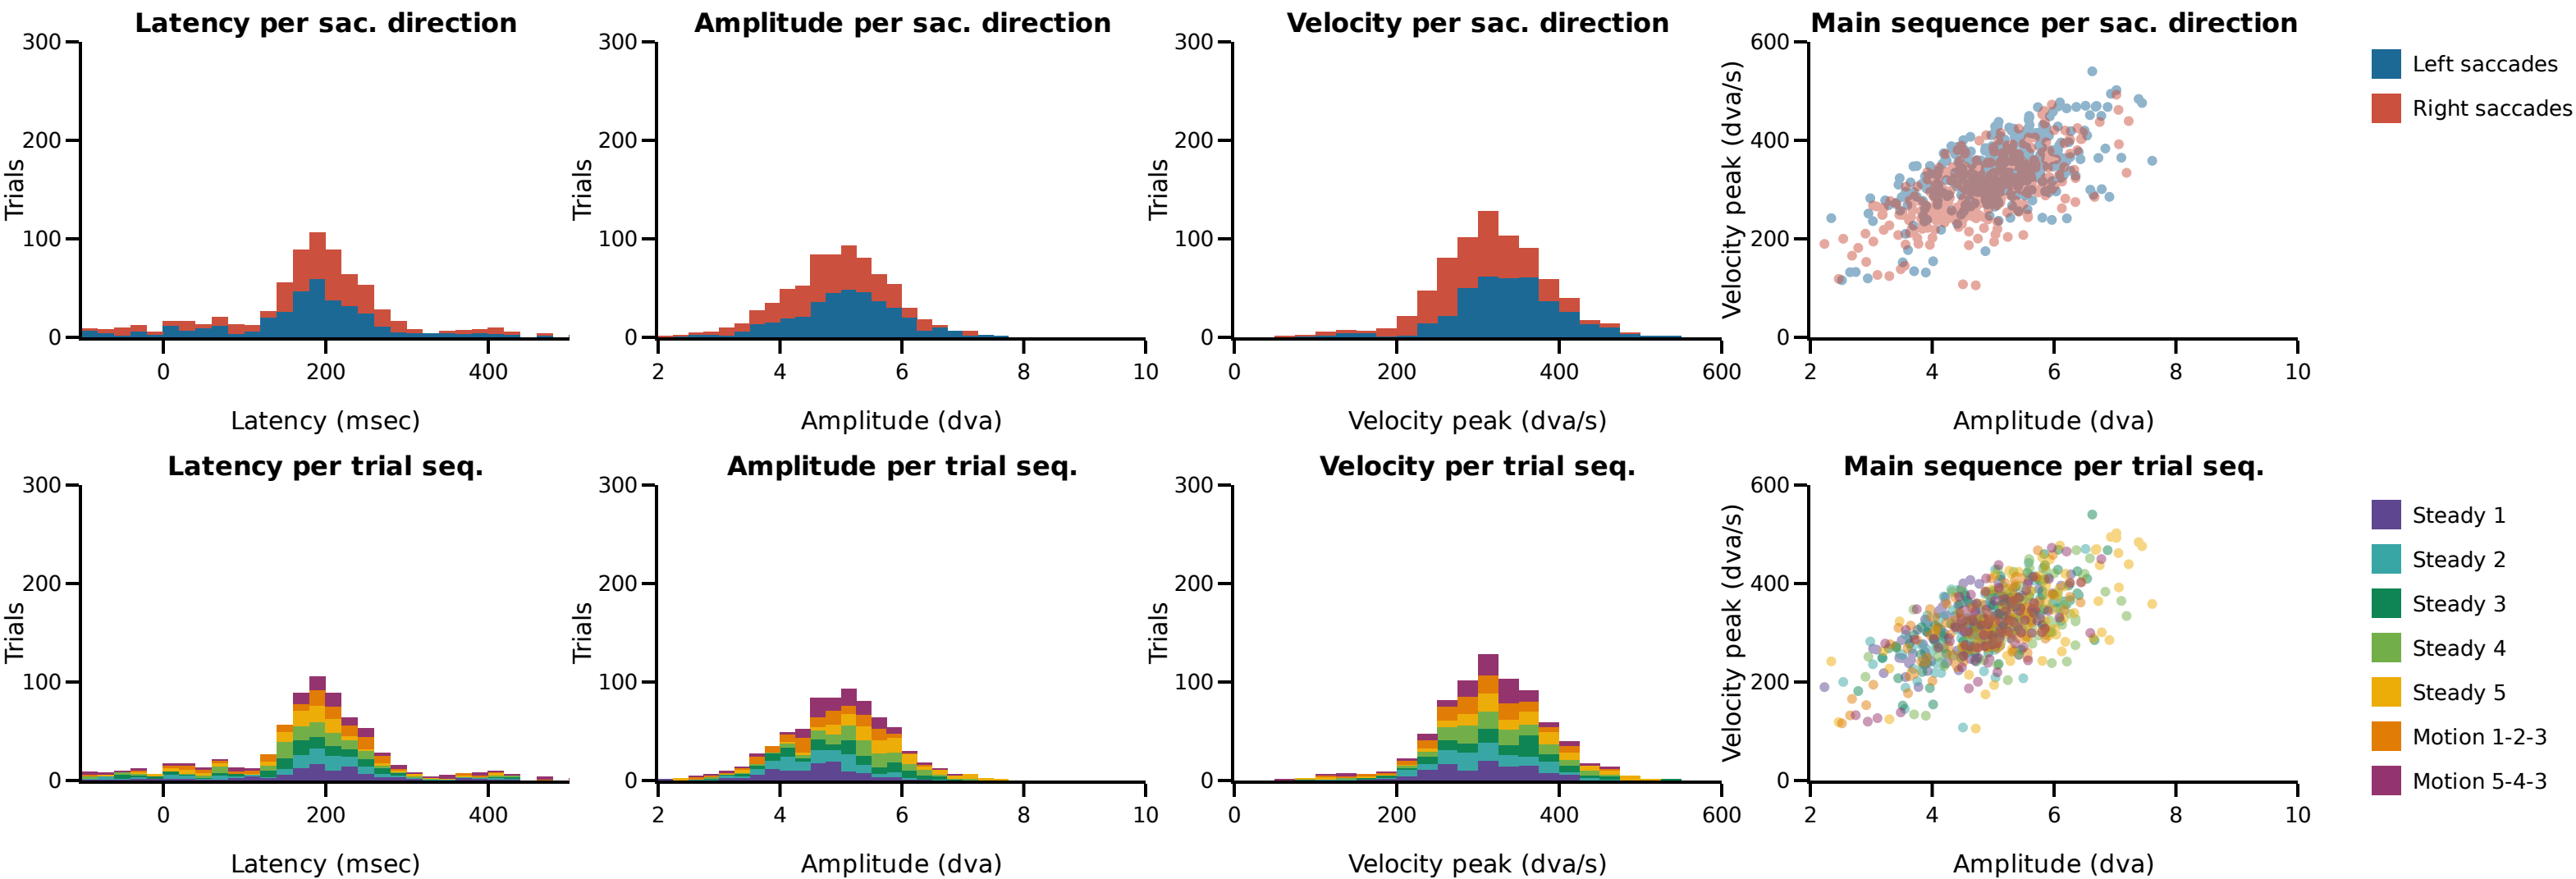 Latency per sac. direction
Amplitude per sac. direction
Velocity per sac. direction
Main sequence per sac. direction
300
200
100
0
Trials
0 200 400
Latency (msec)
300
200
100
0
Trials
2 4 6 8 10
Amplitude (dva)
300
200
100
0
Trials
0 200 400 600
Velocity peak (dva/s)
600
400
200
0
Velocity peak (dva/s)
2 4 6 8 10
Amplitude (dva)
Left saccades
Right saccades
Latency per trial seq.
Amplitude per trial seq.
Velocity per trial seq.
Main sequence per trial seq.
300
200
100
0
Trials
0 200 400
Latency (msec)
300
200
100
0
Trials
2 4 6 8 10
Amplitude (dva)
300
200
100
0
Trials
0 200 400 600
Velocity peak (dva/s)
600
400
200
0
Velocity peak (dva/s)
2 4 6 8 10
Amplitude (dva)
Steady 1
Steady 2
Steady 3
Steady 4
Steady 5
Motion 1-2-3
Motion 5-4-3